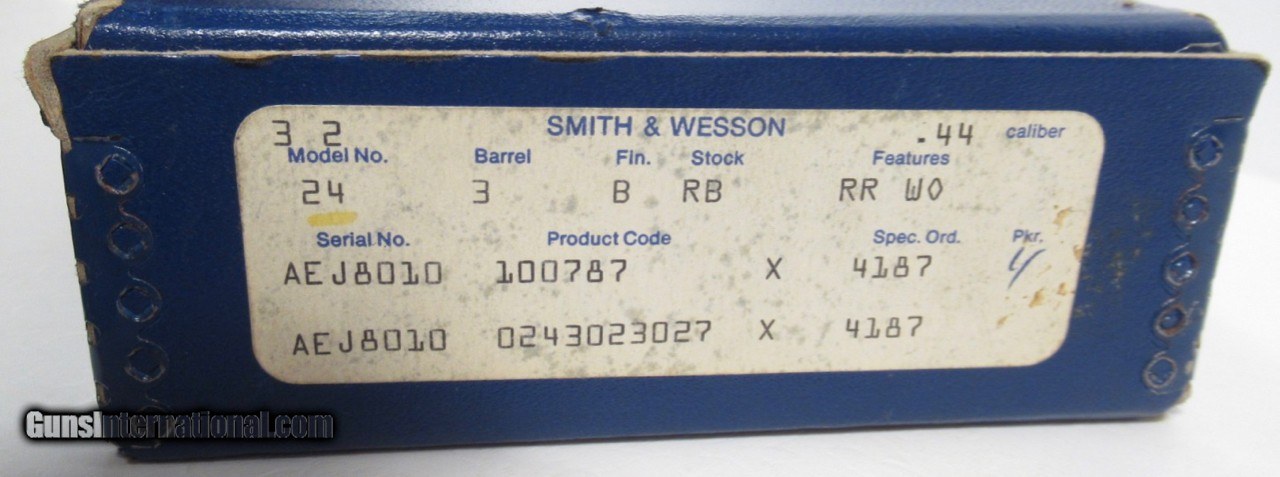 3 2 SMITH & WESSON .44 caliber
Model No. Barrel Fin. Stock Features
24 3 B RB RR WO
Serial No. Product Code Spec. Ord. Pkr.
AEJ8010 100787 X 4187 4
AEJ8010 0243023027 X 4187
GunsInternational.com